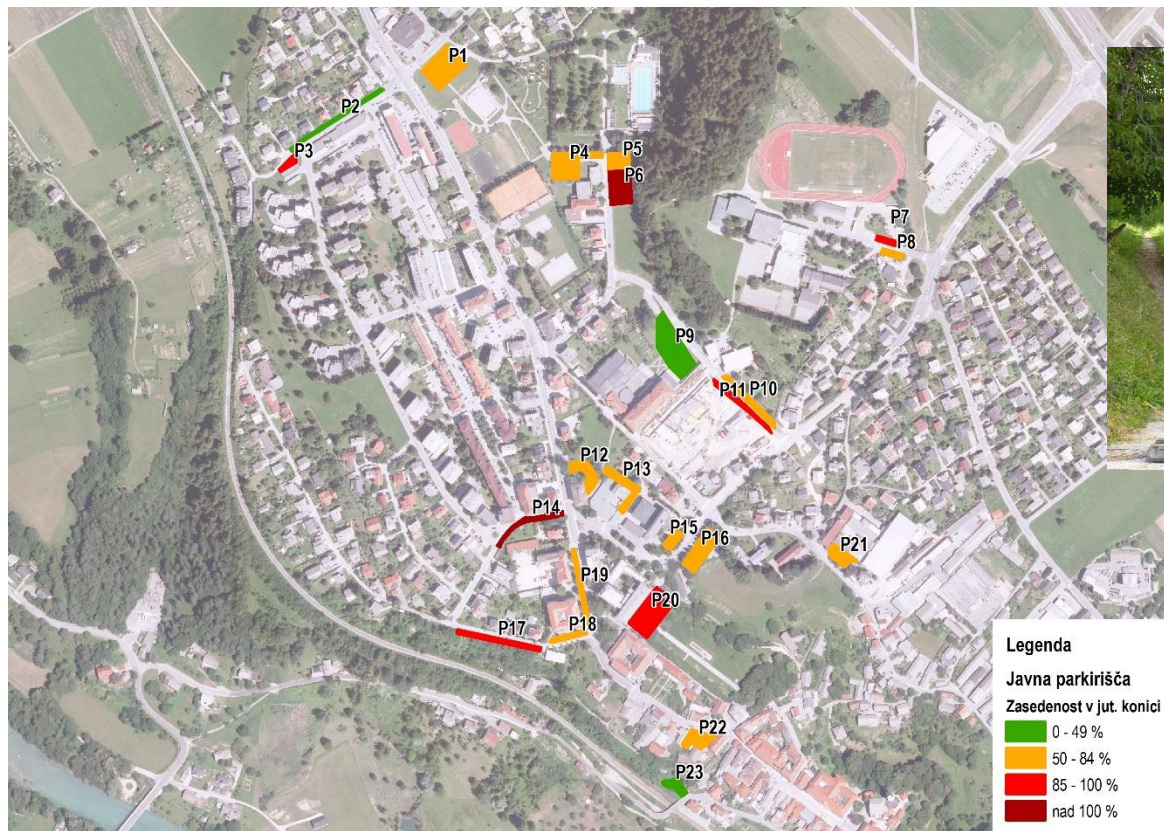 P1
P2
P3
P4
P5
P6
P7
P8
P9
P10
P11
P12
P13
P14
P15
P16
P17
P18
P19
P20
P21
P22
P23
Legenda
Javna parkirišča
Zasedenost v jut. konici
0 - 49 %
50 - 84 %
85 - 100 %
nad 100 %